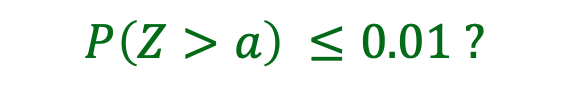 P(Z > a) ≤ 0.01 ?